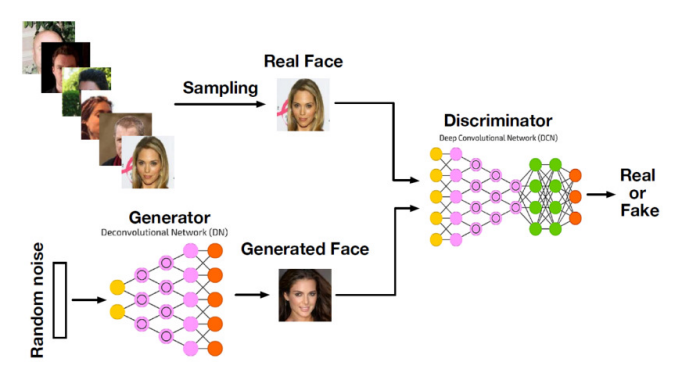 Real Face
Sampling
Discriminator
Deep Convolutional Network (DCN)
Real
or
Fake
Generator
Deconvolutional Network (DN)
Generated Face
Random noise